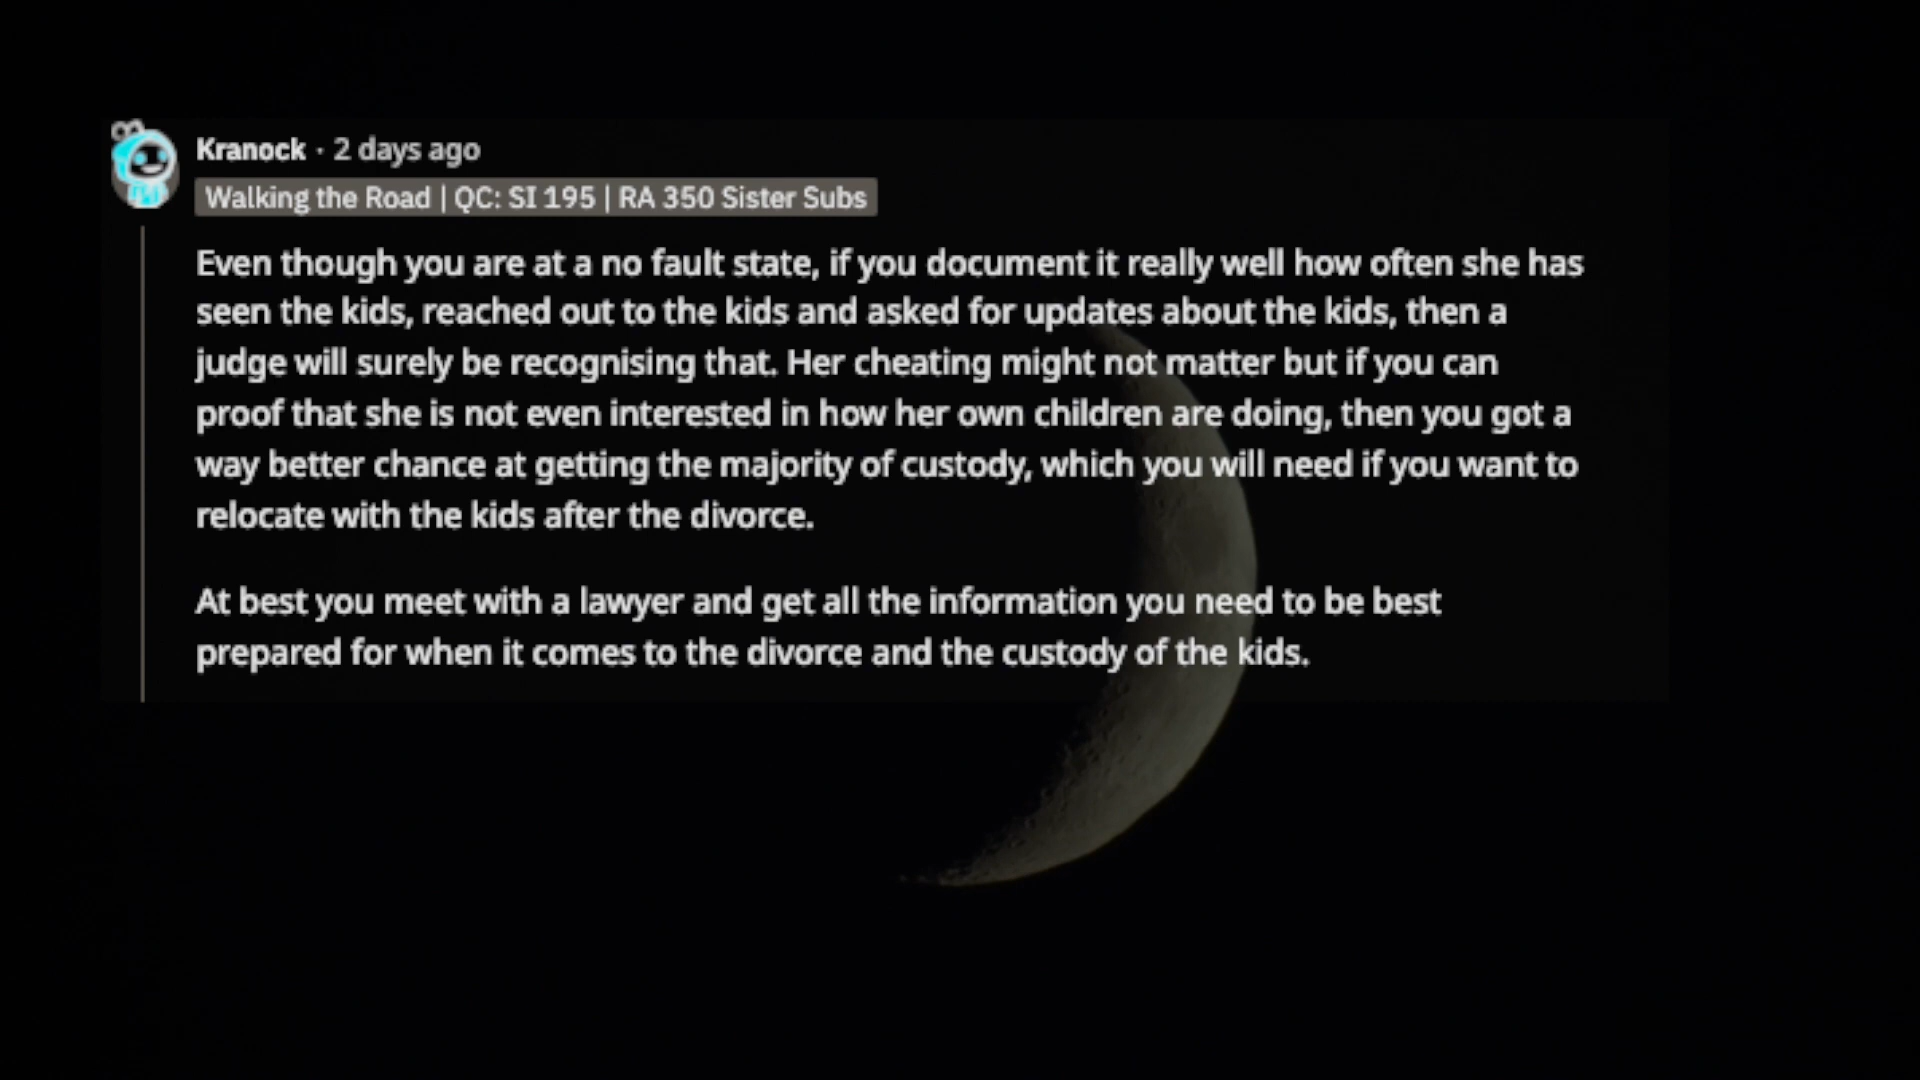 Kranock · 2 days ago
Walking the Road | QC: SI 195 | RA 350 Sister Subs
Even though you are at a no fault state, if you document it really well how often she has
seen the kids, reached out to the kids and asked for updates about the kids, then a
judge will surely be recognising that. Her cheating might not matter but if you can
proof that she is not even interested in how her own children are doing, then you got a
way better chance at getting the majority of custody, which you will need if you want to
relocate with the kids after the divorce.
At best you meet with a lawyer and get all the information you need to be best
prepared for when it comes to the divorce and the custody of the kids.